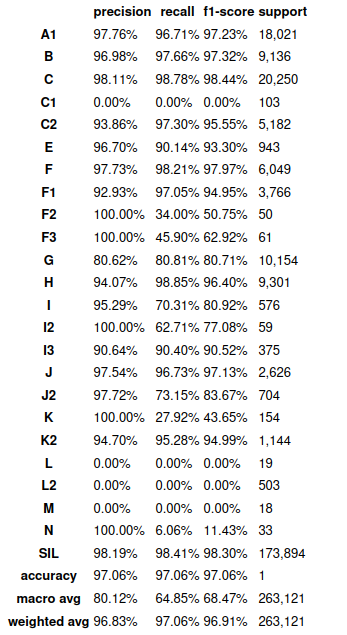 precision recall f1-score support
A1 97.76% 96.71% 97.23% 18,021
B 96.98% 97.66% 97.32% 9,136
C 98.11% 98.78% 98.44% 20,250
C1 0.00% 0.00% 0.00% 103
C2 93.86% 97.30% 95.55% 5,182
E 96.70% 90.14% 93.30% 943
F 97.73% 98.21% 97.97% 6,049
F1 92.93% 97.05% 94.95% 3,766
F2 100.00% 34.00% 50.75% 50
F3 100.00% 45.90% 62.92% 61
G 80.62% 80.81% 80.71% 10,154
H 94.07% 98.85% 96.40% 9,301
I 95.29% 70.31% 80.92% 576
I2 100.00% 62.71% 77.08% 59
I3 90.64% 90.40% 90.52% 375
J 97.54% 96.73% 97.13% 2,626
J2 97.72% 73.15% 83.67% 704
K 100.00% 27.92% 43.65% 154
K2 94.70% 95.28% 94.99% 1,144
L 0.00% 0.00% 0.00% 19
L2 0.00% 0.00% 0.00% 503
M 0.00% 0.00% 0.00% 18
N 100.00% 6.06% 11.43% 33
SIL 98.19% 98.41% 98.30% 173,894
accuracy 97.06% 97.06% 97.06% 1
macro avg 80.12% 64.85% 68.47% 263,121
weighted avg 96.83% 97.06% 96.91% 263,121